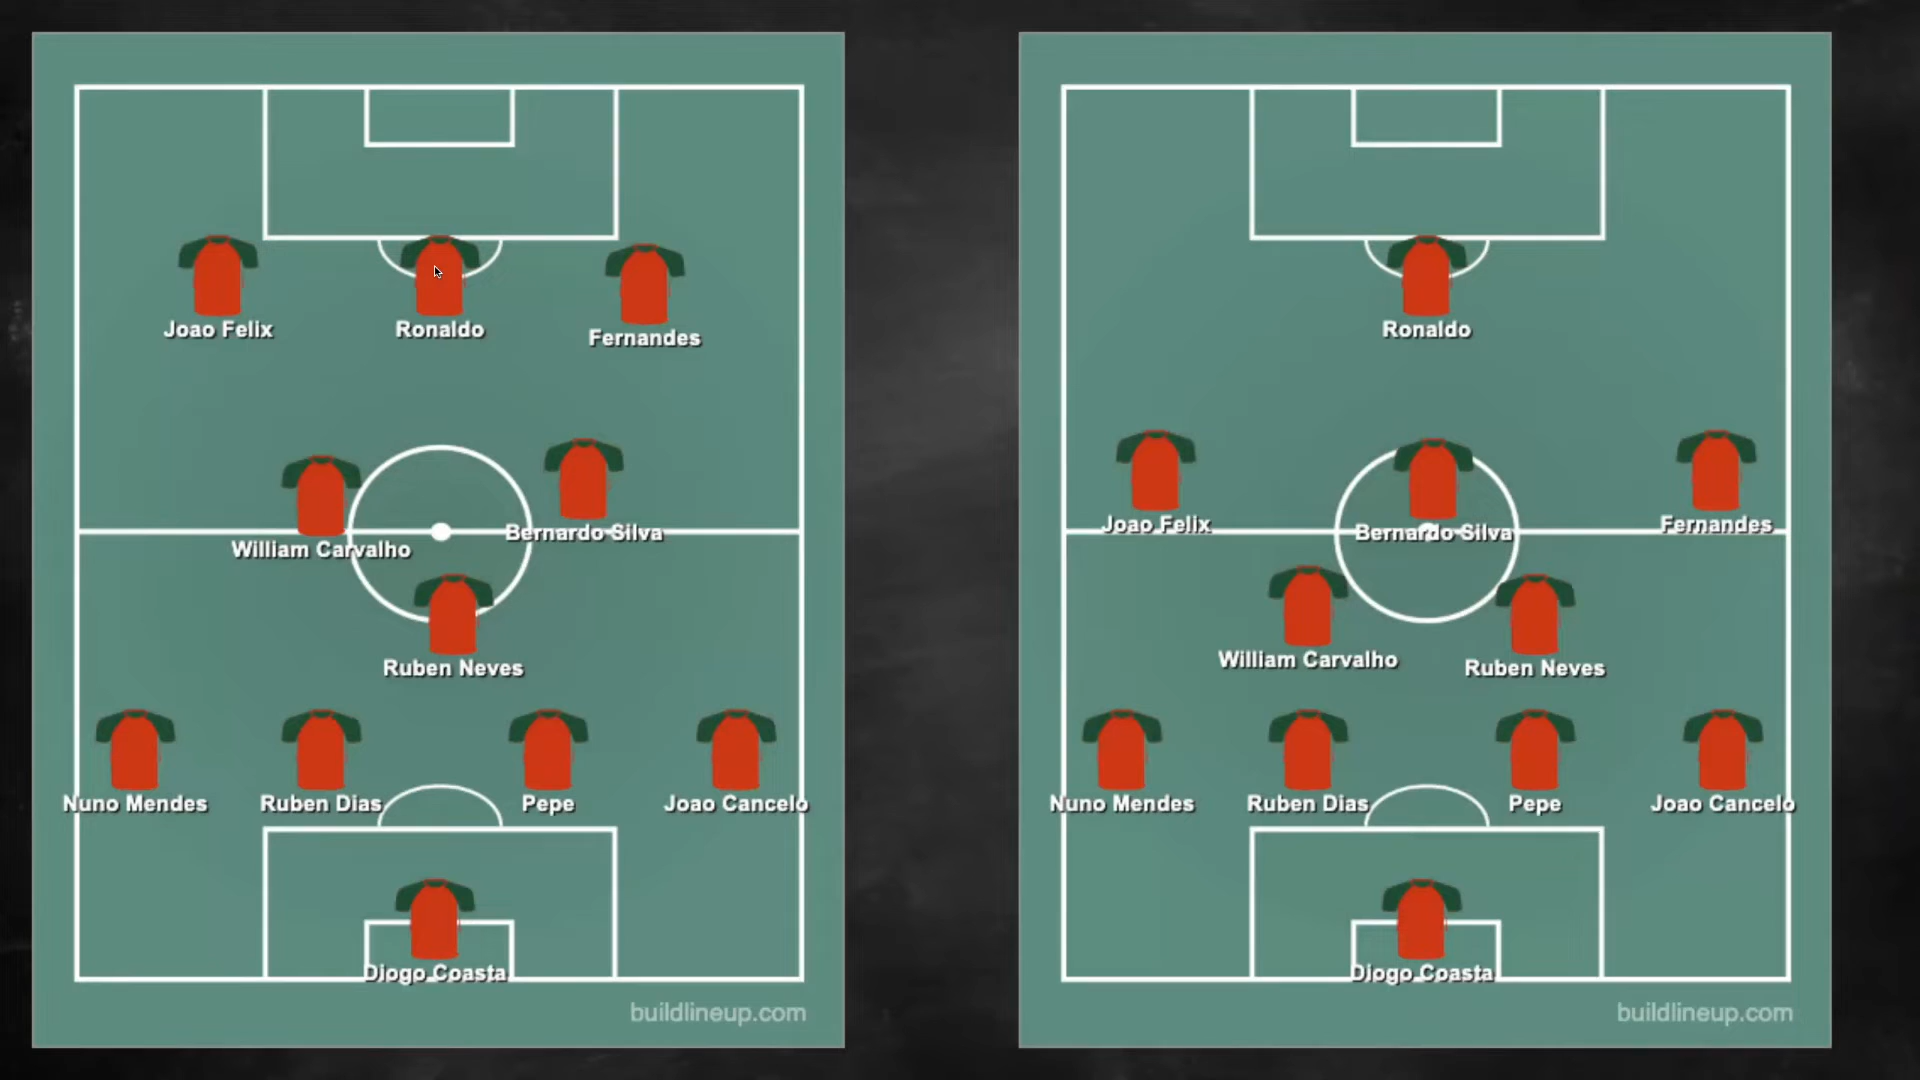 Joao Felix
Ronaldo
Fernandes
William Carvalho
Bernardo Silva
Ruben Neves
Nuno Mendes
Ruben Dias
Pepe
Joao Cancelo
Diogo Coasta
buildlineup.com
Ronaldo
Joao Felix
Bernardo Silva
Fernandes
William Carvalho
Ruben Neves
Nuno Mendes
Ruben Dias
Pepe
Joao Cancelo
Diogo Coasta
buildlineup.com